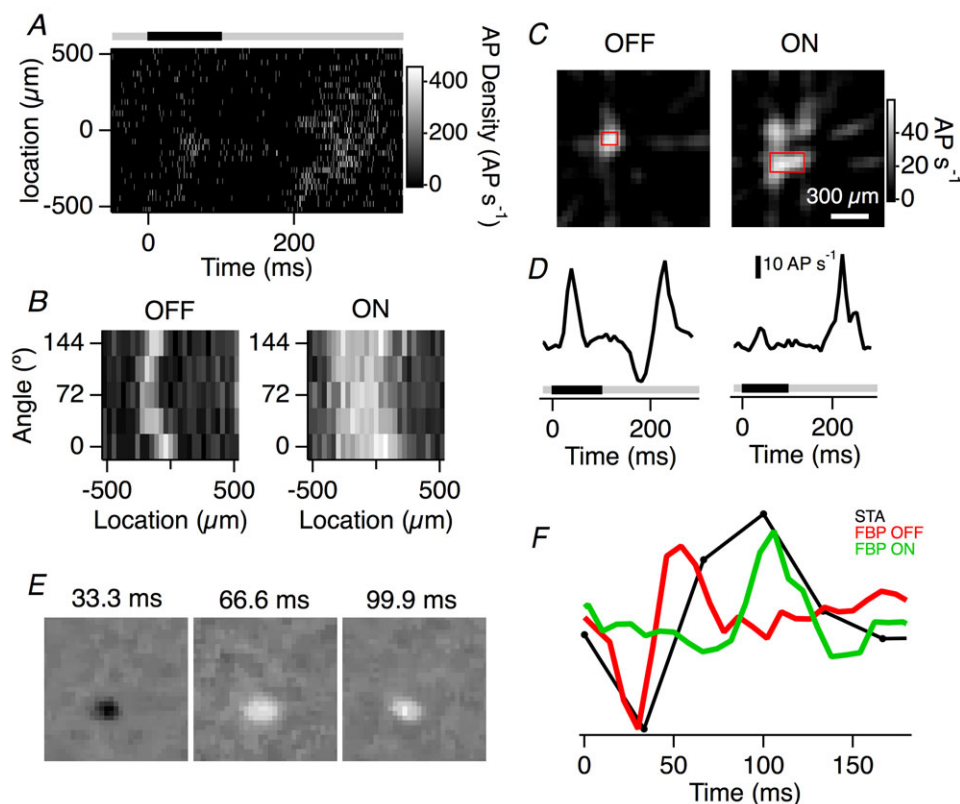 A
location (µm)
500
0
-500
0
200
Time (ms)
400
200
0
AP Density (AP s-1)
B
OFF
ON
Angle (º)
144
72
0
-500
500
-500
500
Location (µm)
Location (µm)
C
OFF
ON
300 µm
40
20
0
AP s-1
D
10 AP s-1
0
200
0
200
Time (ms)
Time (ms)
E
33.3 ms
66.6 ms
99.9 ms
F
STA
FBP OFF
FBP ON
0
50
100
150
Time (ms)